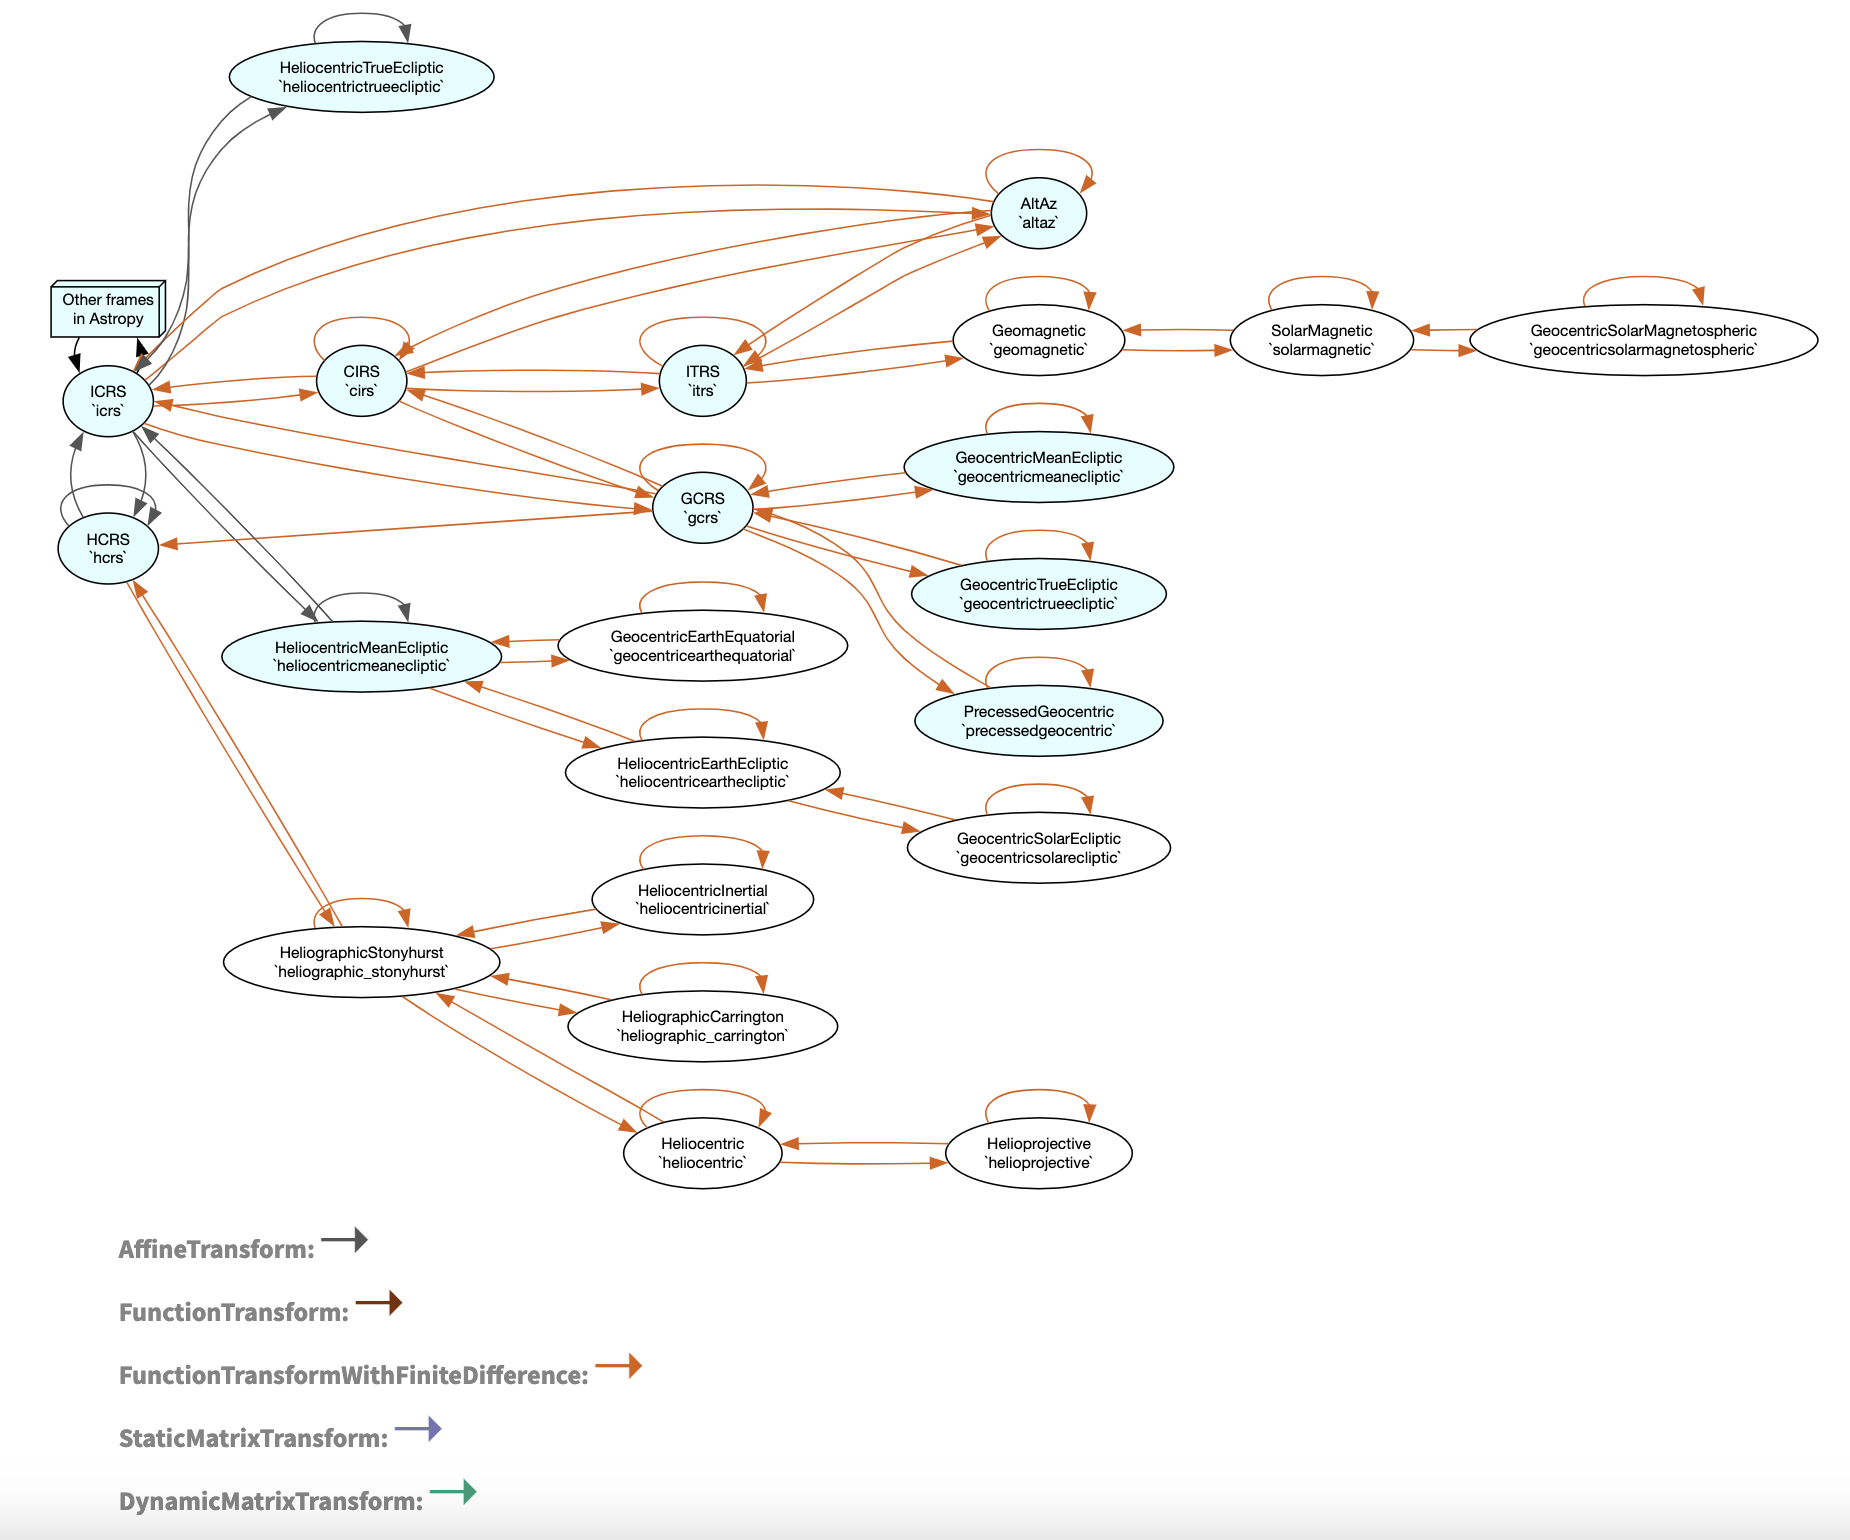 HeliocentricTrueEcliptic
`heliocentrictrueecliptic`
AltAz
`altaz`
Other frames
in Astropy
Geomagnetic
`geomagnetic`
SolarMagnetic
`solarmagnetic`
GeocentricSolarMagnetospheric
`geocentricsolarmagnetospheric`
ICRS
`icrs`
CIRS
`cirs`
ITRS
`itrs`
GeocentricMeanEcliptic
`geocentricmeanecliptic`
GCRS
`gcrs`
HCRS
`hcrs`
GeocentricTrueEcliptic
`geocentrictrueecliptic`
HeliocentricMeanEcliptic
`heliocentricmeanecliptic`
GeocentricEarthEquatorial
`geocentricearthequatorial`
PrecessedGeocentric
`precessedgeocentric`
HeliocentricEarthEcliptic
`heliocentricearthecliptic`
GeocentricSolarEcliptic
`geocentricsolarecliptic`
HeliocentricInertial
`heliocentricinertial`
HeliographicStonyhurst
`heliographic_stonyhurst`
HeliographicCarrington
`heliographic_carrington`
Heliocentric
`heliocentric`
Helioprojective
`helioprojective`
AffineTransform:
FunctionTransform:
FunctionTransformWithFiniteDifference:
StaticMatrixTransform:
DynamicMatrixTransform: